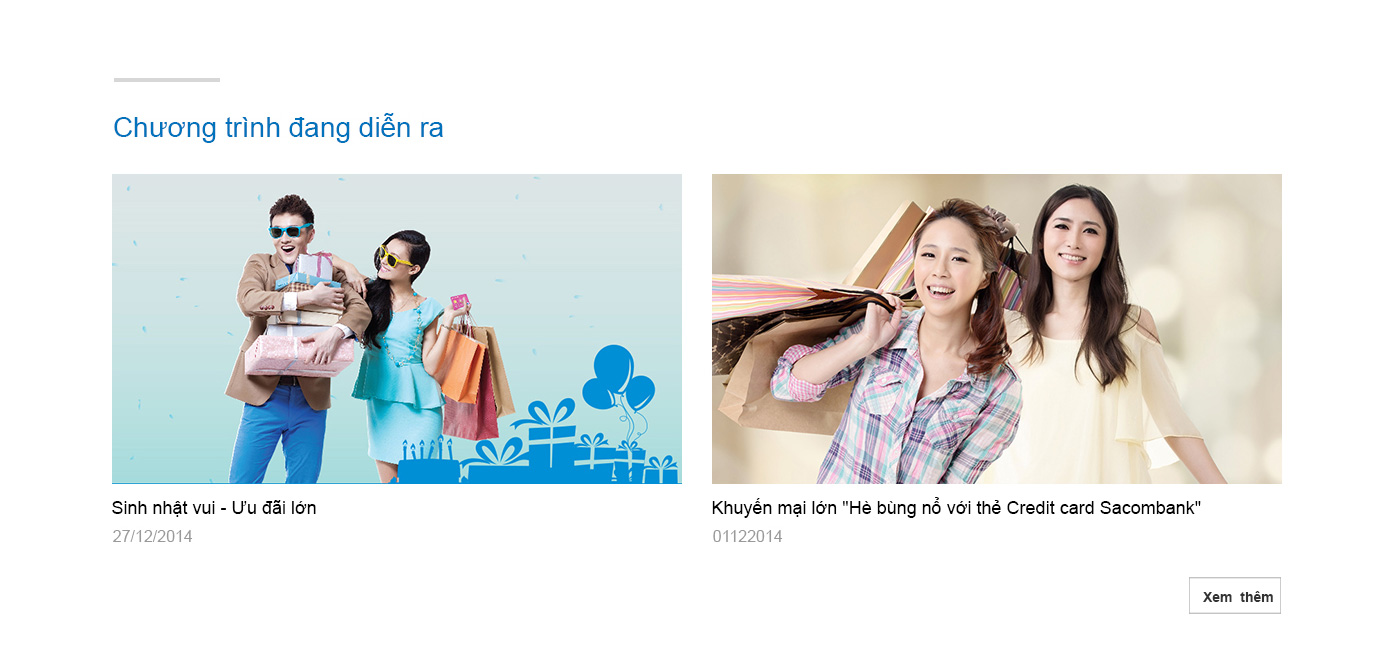 Chương trình đang diễn ra
Sinh nhật vui - Ưu đãi lớn
27/12/2014
Khuyến mại lớn "Hè bùng nổ với thẻ Credit card Sacombank"
01122014
Xem thêm